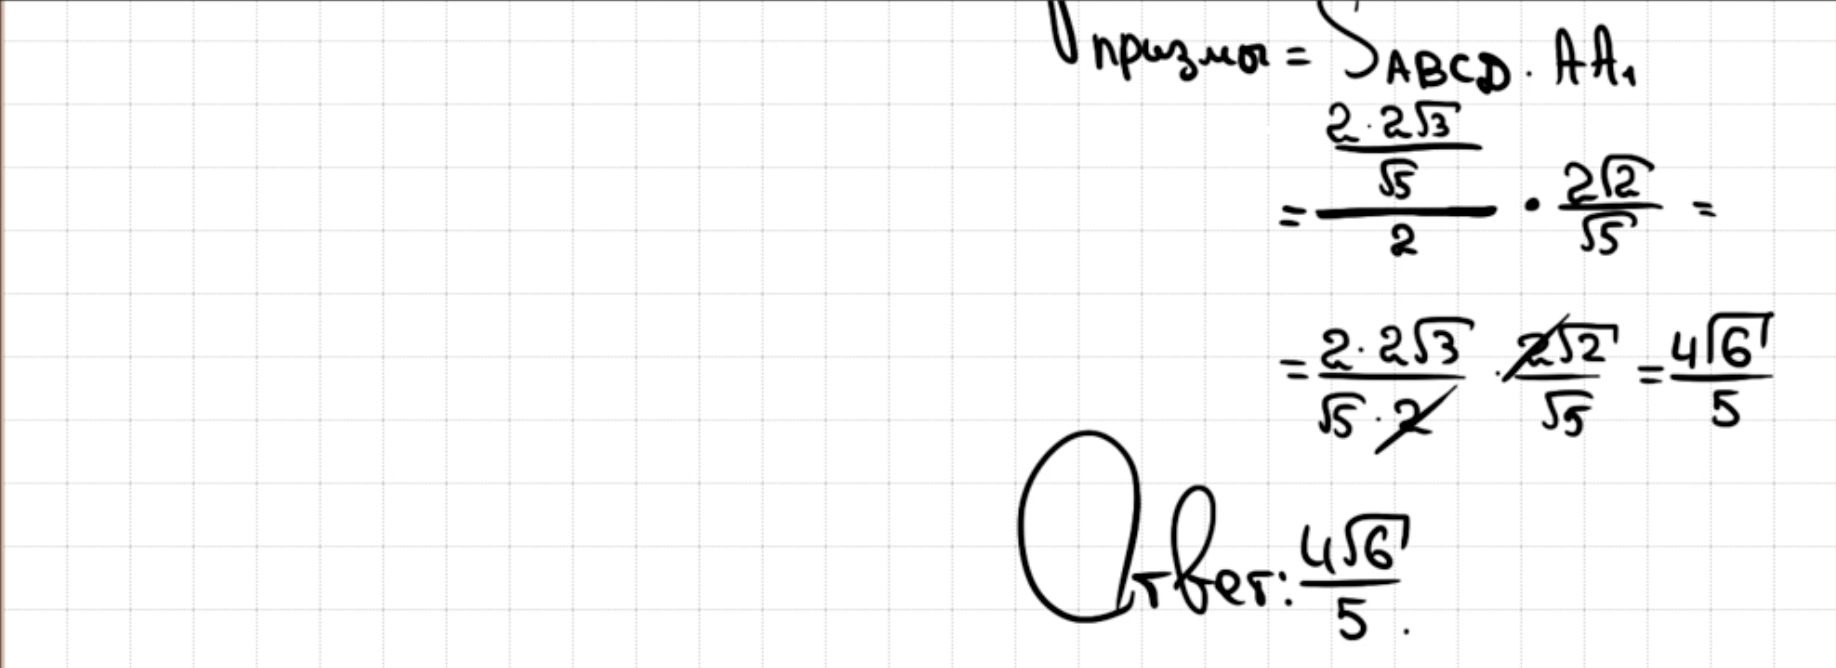 Vпризмы = S_ABCD · AA₁
= ((2 · 2√3)/√5)/2 · (2√2)/√5 =
= (2 · 2√3)/(√5 · 2) · (2√2)/√5 = (4√6)/5
Ответ: (4√6)/5.